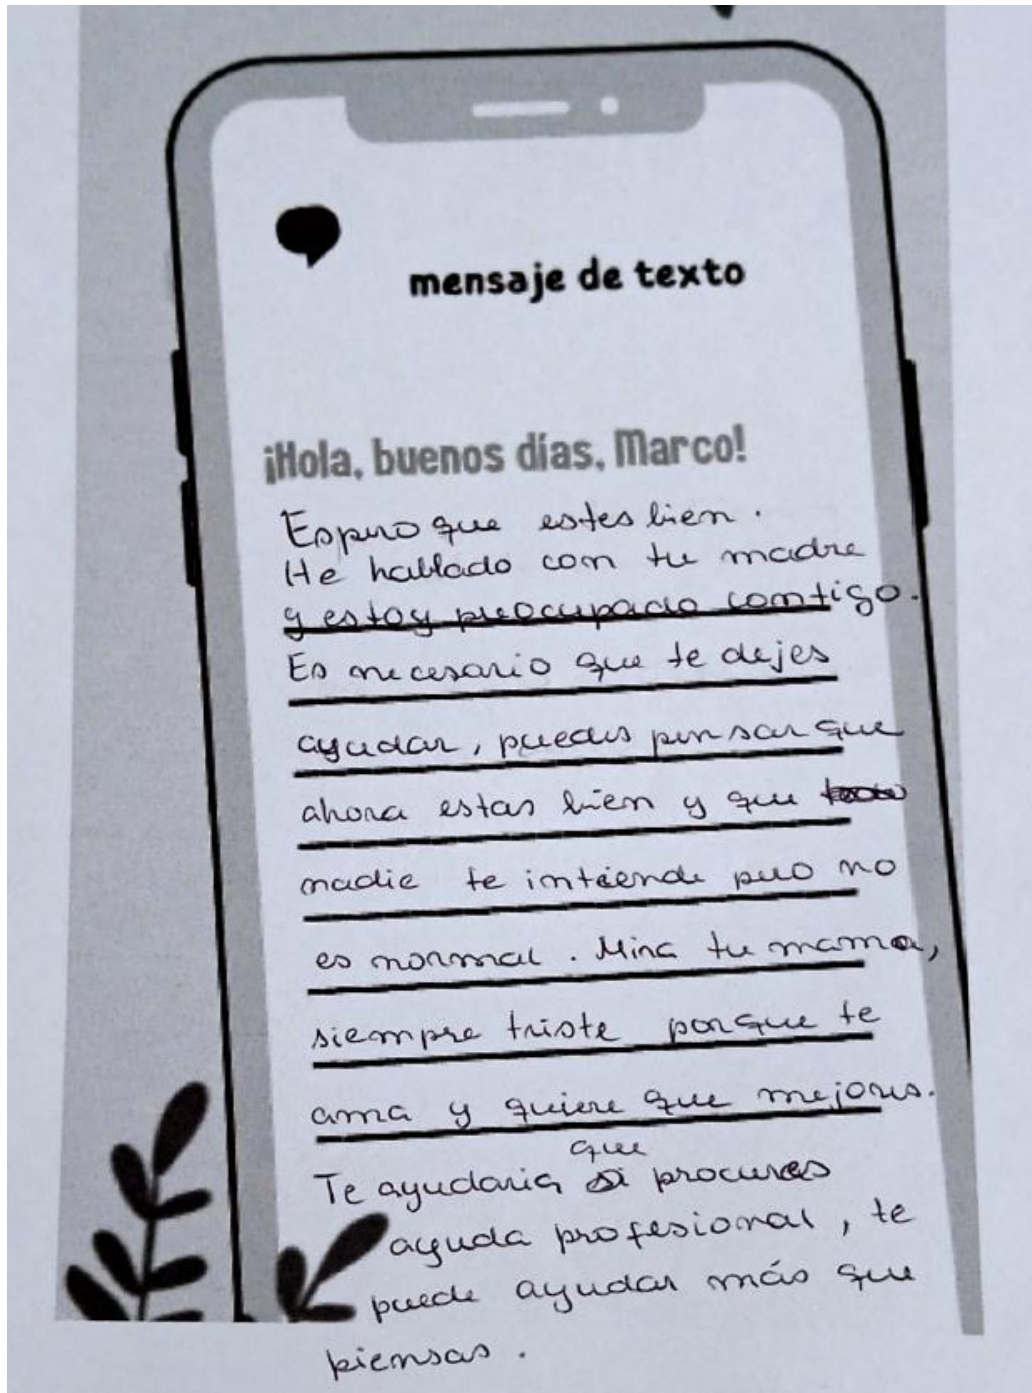 mensaje de texto
¡Hola, buenos días, Marco!
Espero que estes bien.
He hablado con tu madre
y estoy preocupado contigo.
Es necesario que te dejes
ayudar, puedes pensar que
ahora estas bien y que
nadie te intiende pero no
es normal. Mira tu mama,
siempre triste porque te
ama y quiere que mejores.
que
Te ayudaria si procures
ayuda profesional, te
puede ayudar más que
piensas.